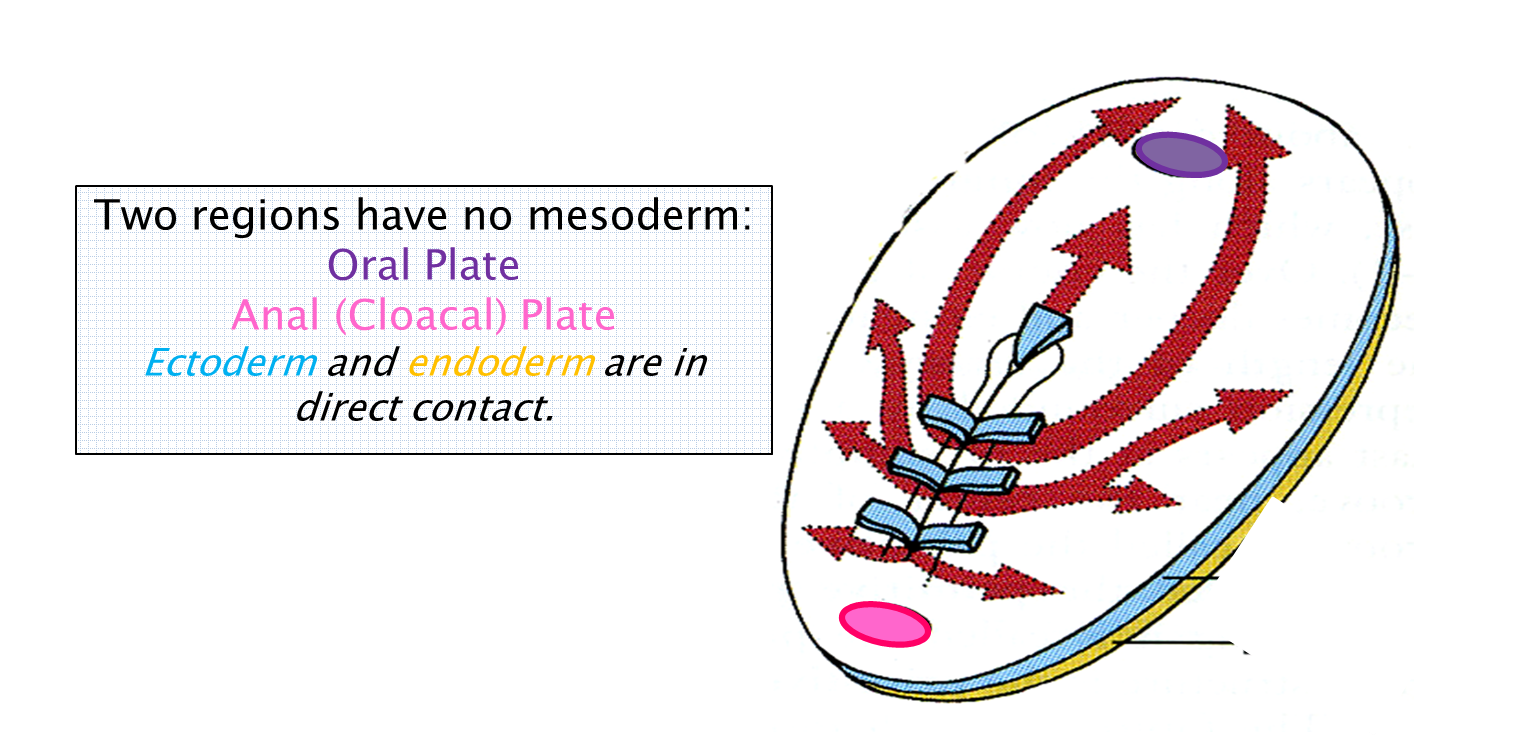 Two regions have no mesoderm:
Oral Plate
Anal (Cloacal) Plate
Ectoderm and endoderm are in
direct contact.